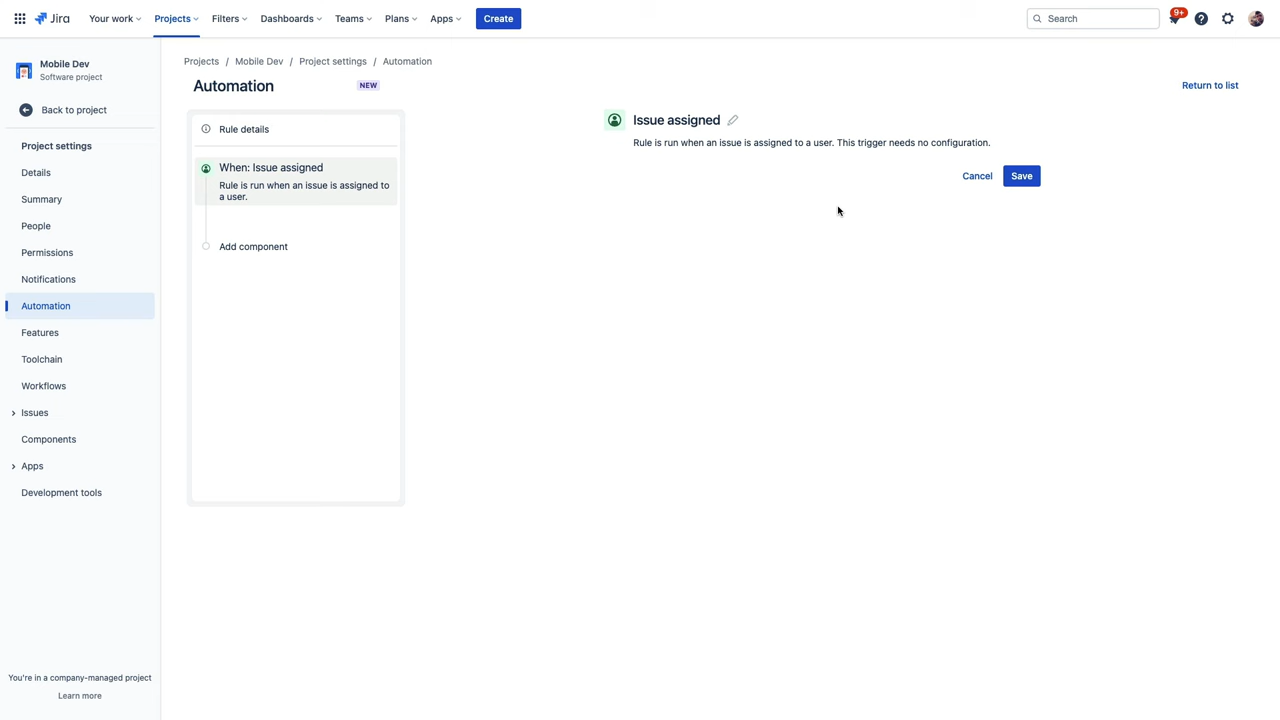 Jira Your work Projects Filters Dashboards Teams Plans Apps Create Search 9+
Mobile Dev
Software project
Back to project
Project settings
Details
Summary
People
Permissions
Notifications
Automation
Features
Toolchain
Workflows
Issues
Components
Apps
Development tools
You're in a company-managed project
Learn more
Projects / Mobile Dev / Project settings / Automation
Automation NEW Return to list
Rule details
When: Issue assigned
Rule is run when an issue is assigned to
a user.
Add component
Issue assigned
Rule is run when an issue is assigned to a user. This trigger needs no configuration.
Cancel Save